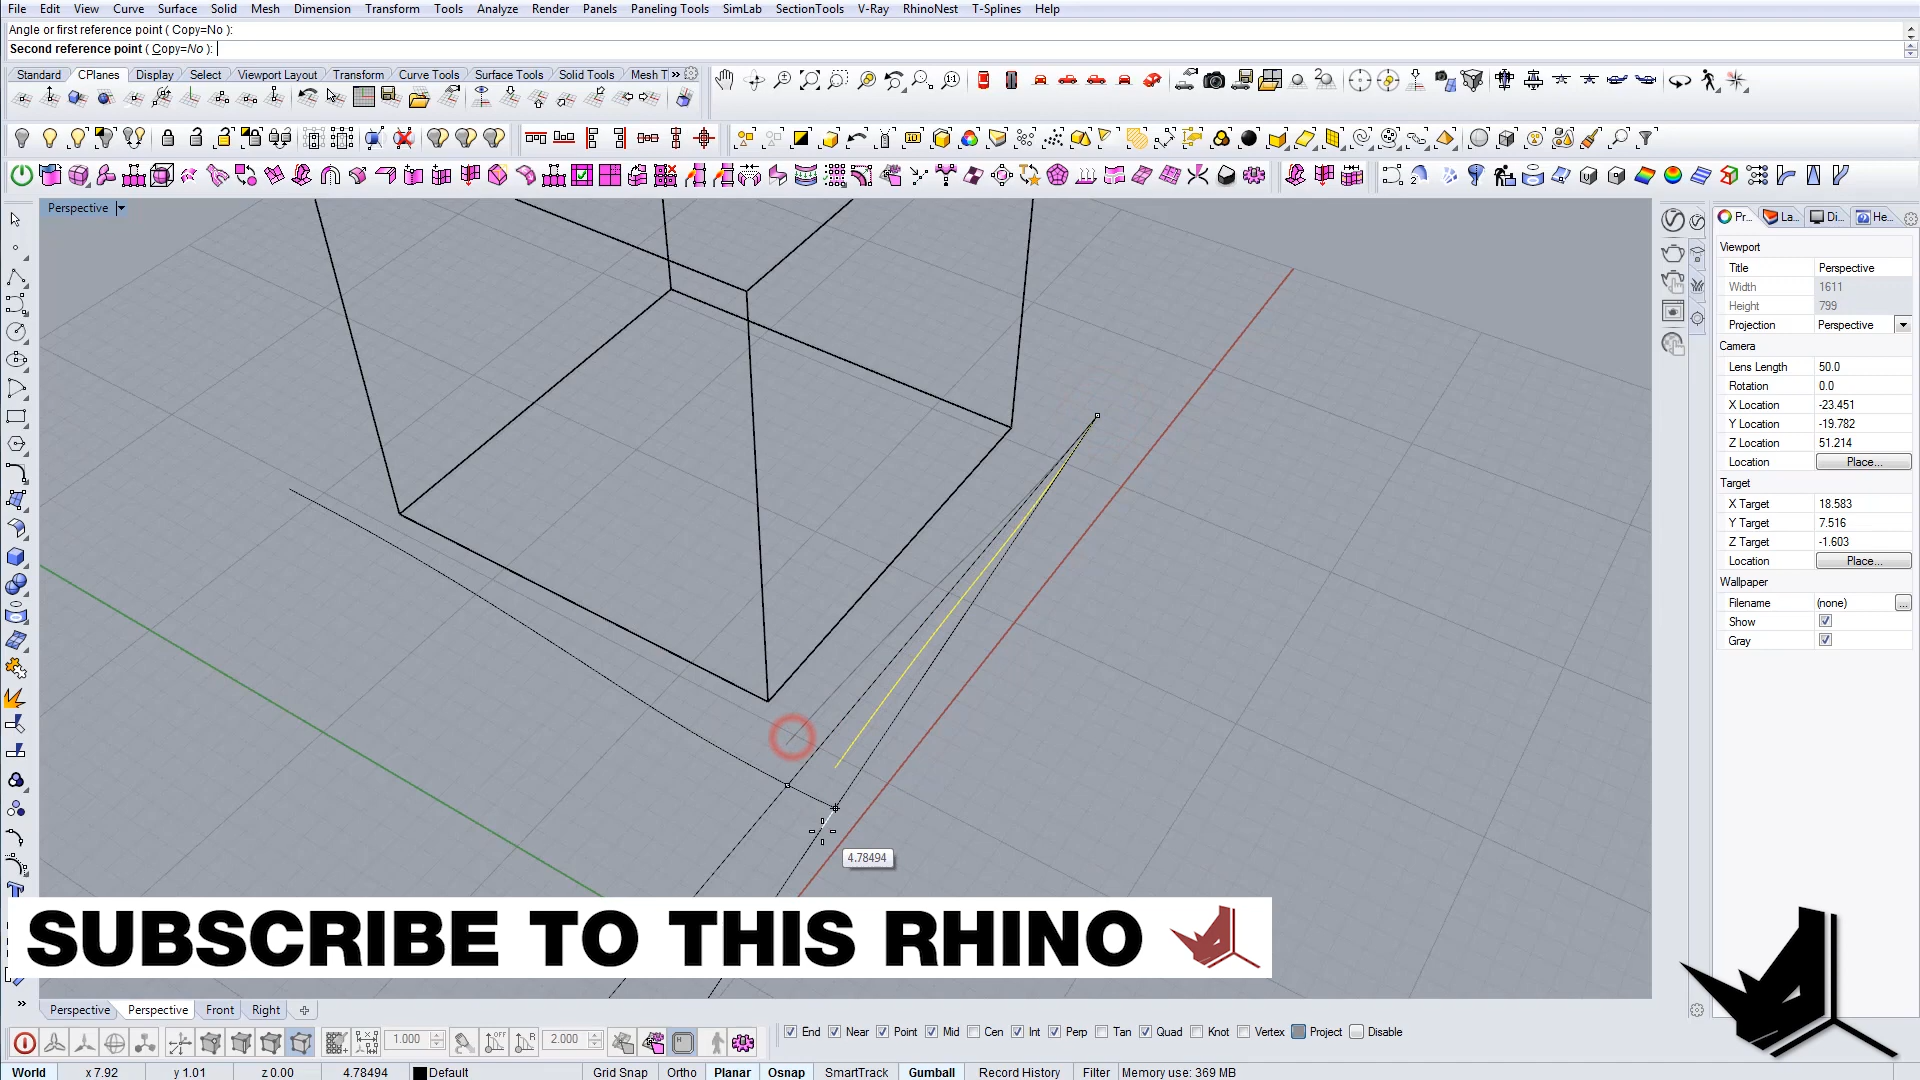 File Edit View Curve Surface Solid Mesh Dimension Transform Tools Analyze Render Panels Paneling Tools SimLab SectionTools V-Ray RhinoNest T-Splines Help
Angle or first reference point ( Copy=No ):
Second reference point ( Copy=No ):
Standard CPlanes Display Select Viewport Layout Transform Curve Tools Surface Tools Solid Tools Mesh T »
Perspective
Pr... La... Di... He...
Viewport
Title Perspective
Width 1611
Height 799
Projection Perspective
Camera
Lens Length 50.0
Rotation 0.0
X Location -23.451
Y Location -19.782
Z Location 51.214
Location Place...
Target
X Target 18.583
Y Target 7.516
Z Target -1.603
Location Place...
Wallpaper
Filename (none) ...
Show
Gray
4.78494
SUBSCRIBE TO THIS RHINO
Perspective Perspective Front Right
1.000 2.000 End Near Point Mid Cen Int Perp Tan Quad Knot Vertex Project Disable
World x 7.92 y 1.01 z 0.00 4.78494 Default Grid Snap Ortho Planar Osnap SmartTrack Gumball Record History Filter Memory use: 369 MB